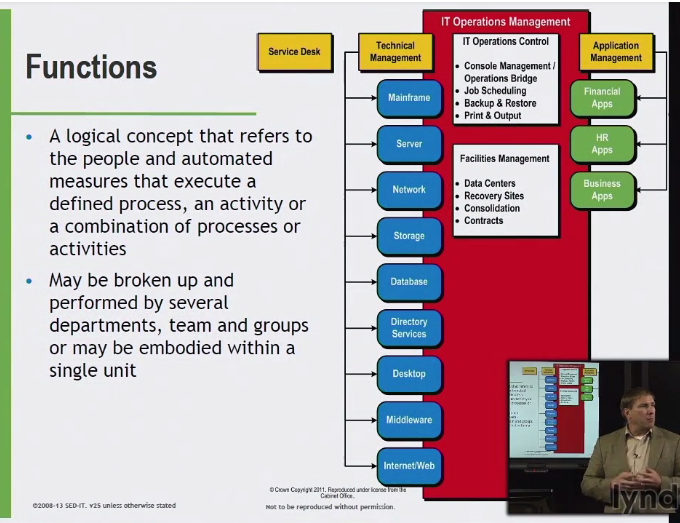 Functions
• A logical concept that refers to
the people and automated
measures that execute a
defined process, an activity or
a combination of processes or
activities
• May be broken up and
performed by several
departments, team and groups
or may be embodied within a
single unit
Service Desk
Technical
Management
IT Operations Management
Application
Management
IT Operations Control
• Console Management /
Operations Bridge
• Job Scheduling
• Backup & Restore
• Print & Output
Facilities Management
• Data Centers
• Recovery Sites
• Consolidation
• Contracts
Mainframe
Server
Network
Storage
Database
Directory
Services
Desktop
Middleware
Internet/Web
Financial
Apps
HR
Apps
Business
Apps
© Crown Copyright 2011. Reproduced under license from the
Cabinet Office.
Not to be reproduced without permission.
©2008-13 SED-IT. V25 unless otherwise stated
lynd